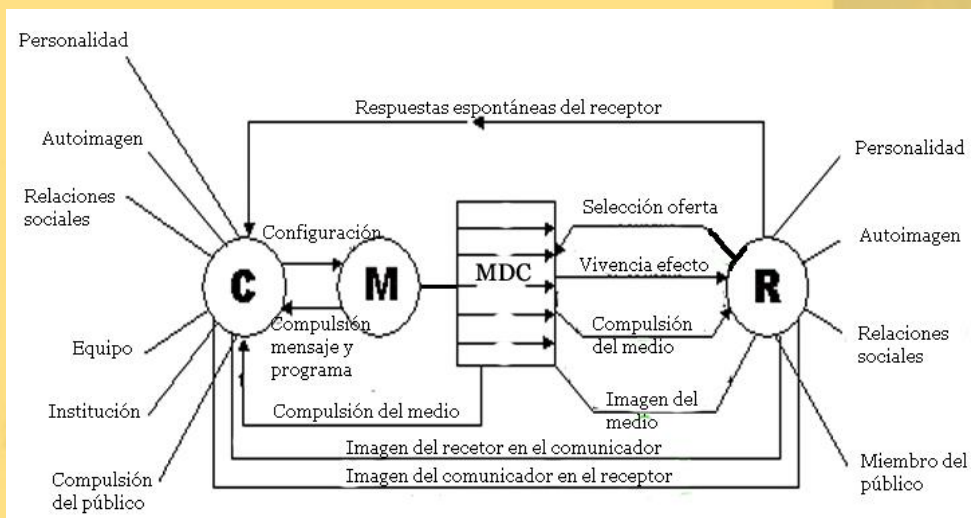 Personalidad
Respuestas espontáneas del receptor
Autoimagen
Personalidad
Relaciones
sociales
Selección oferta
Configuración
Autoimagen
C
M
MDC
Vivencia efecto
R
Compulsión
mensaje y
programa
Compulsión
del medio
Equipo
Relaciones
sociales
Institución
Compulsión del medio
Imagen del
medio
Imagen del recetor en el comunicador
Imagen del comunicador en el receptor
Compulsión
del público
Miembro del
público